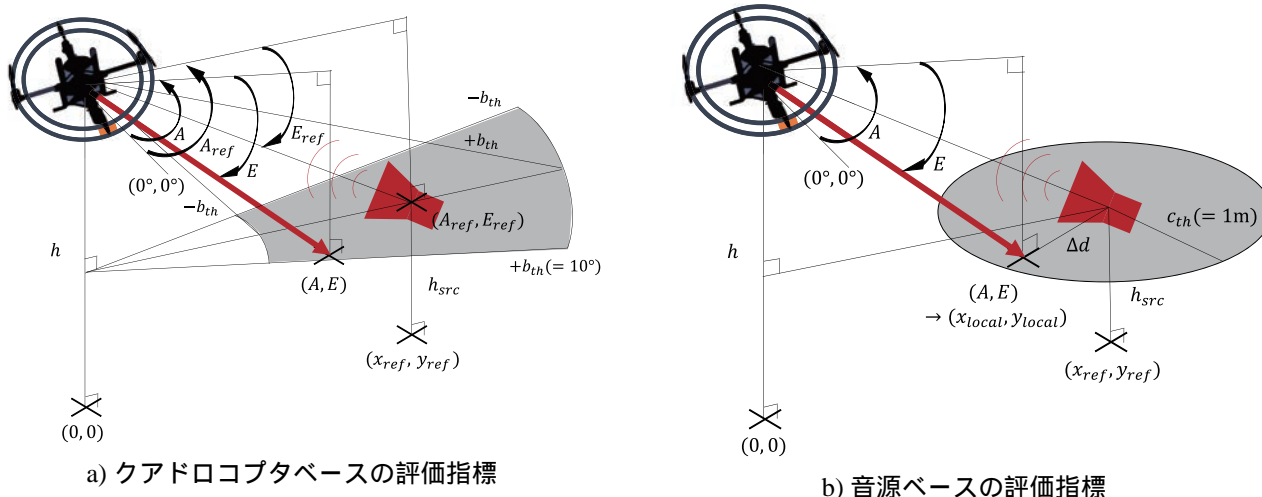 −b_th
+b_th
E_ref
A
A_ref
E
(0°, 0°)
−b_th
(A_ref, E_ref)
h
(A, E)
+b_th(= 10°)
h_src
(x_ref, y_ref)
(0, 0)
a) クアドロコプタベースの評価指標
A
E
(0°, 0°)
c_th(= 1m)
Δd
h
(A, E)
h_src
→ (x_local, y_local)
(x_ref, y_ref)
(0, 0)
b) 音源ベースの評価指標